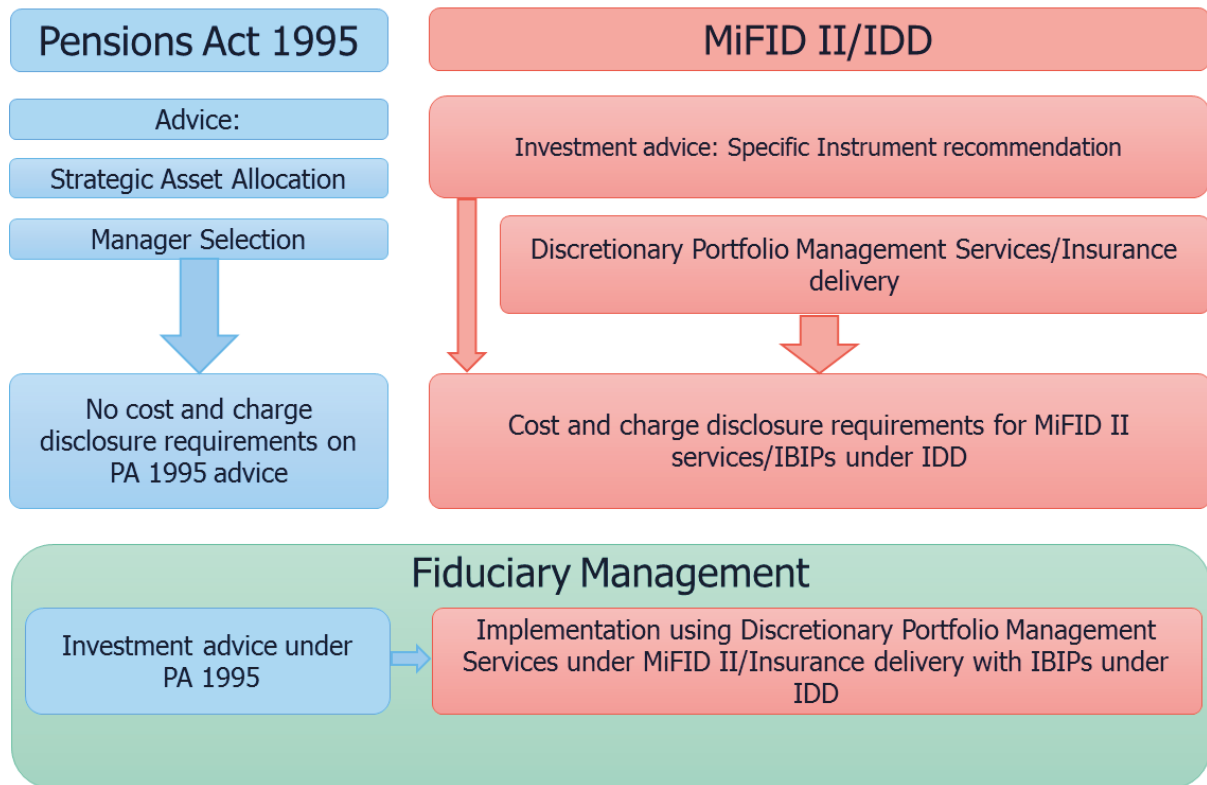 Pensions Act 1995
MiFID II/IDD
Advice:
Strategic Asset Allocation
Manager Selection
Investment advice: Specific Instrument recommendation
Discretionary Portfolio Management Services/Insurance
delivery
No cost and charge
disclosure requirements on
PA 1995 advice
Cost and charge disclosure requirements for MiFID II
services/IBIPs under IDD
Fiduciary Management
Investment advice under
PA 1995
Implementation using Discretionary Portfolio Management
Services under MiFID II/Insurance delivery with IBIPs under
IDD